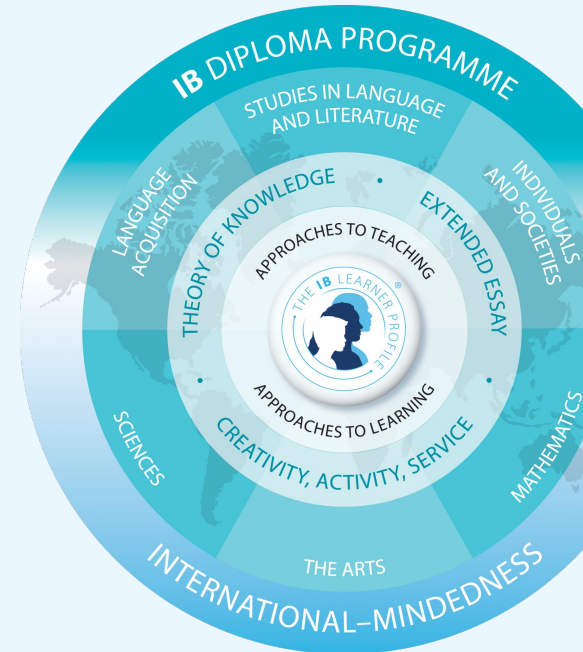 IB DIPLOMA PROGRAMME
STUDIES IN LANGUAGE
AND LITERATURE
LANGUAGE
ACQUISITION
INDIVIDUALS
AND SOCIETIES
THEORY OF KNOWLEDGE
•
EXTENDED ESSAY
APPROACHES TO TEACHING
THE IB LEARNER PROFILE
®
APPROACHES TO LEARNING
•
CREATIVITY, ACTIVITY, SERVICE
•
SCIENCES
MATHEMATICS
THE ARTS
INTERNATIONAL–MINDEDNESS